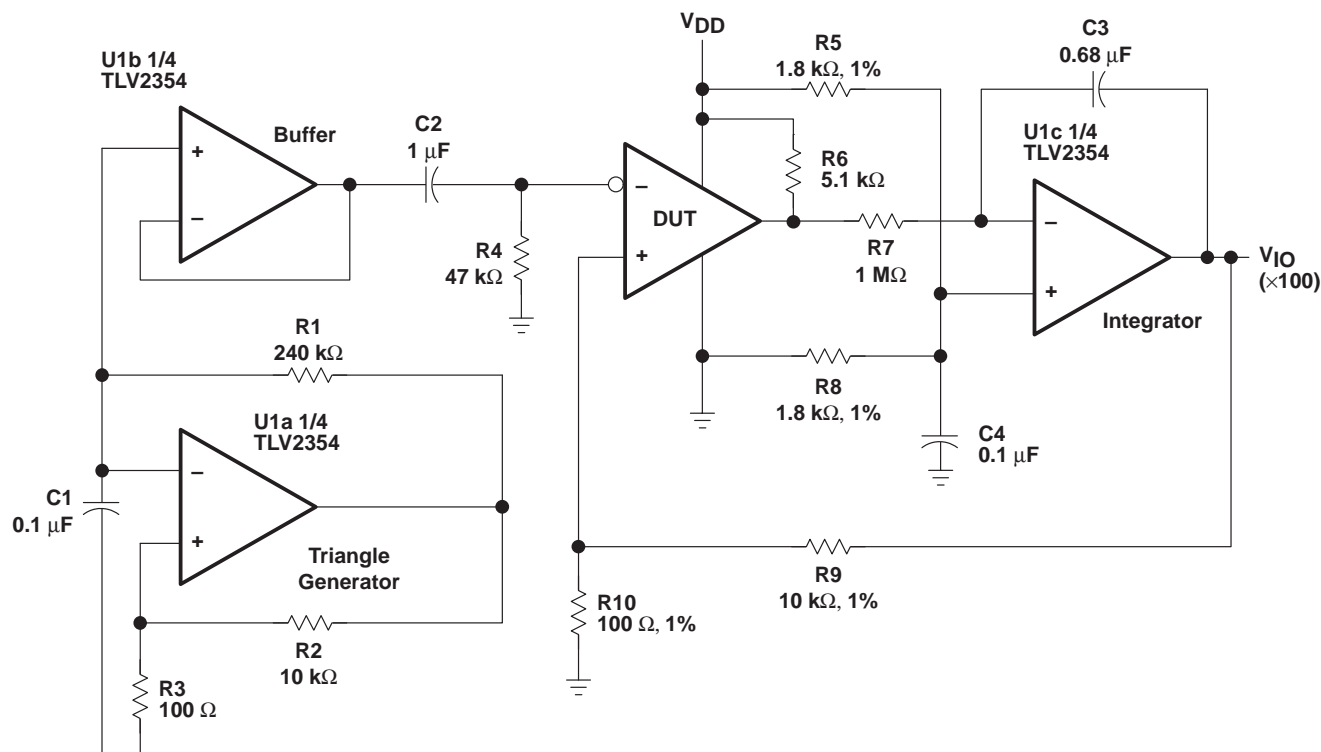 U1b 1/4
TLV2354
Buffer
+
–
C2
1 µF
R4
47 kΩ
R1
240 kΩ
U1a 1/4
TLV2354
–
+
Triangle
Generator
C1
0.1 µF
R2
10 kΩ
R3
100 Ω
VDD
R5
1.8 kΩ, 1%
R6
5.1 kΩ
–
DUT
+
R7
1 MΩ
R8
1.8 kΩ, 1%
C4
0.1 µF
C3
0.68 µF
U1c 1/4
TLV2354
–
+
Integrator
VIO
(×100)
R9
10 kΩ, 1%
R10
100 Ω, 1%